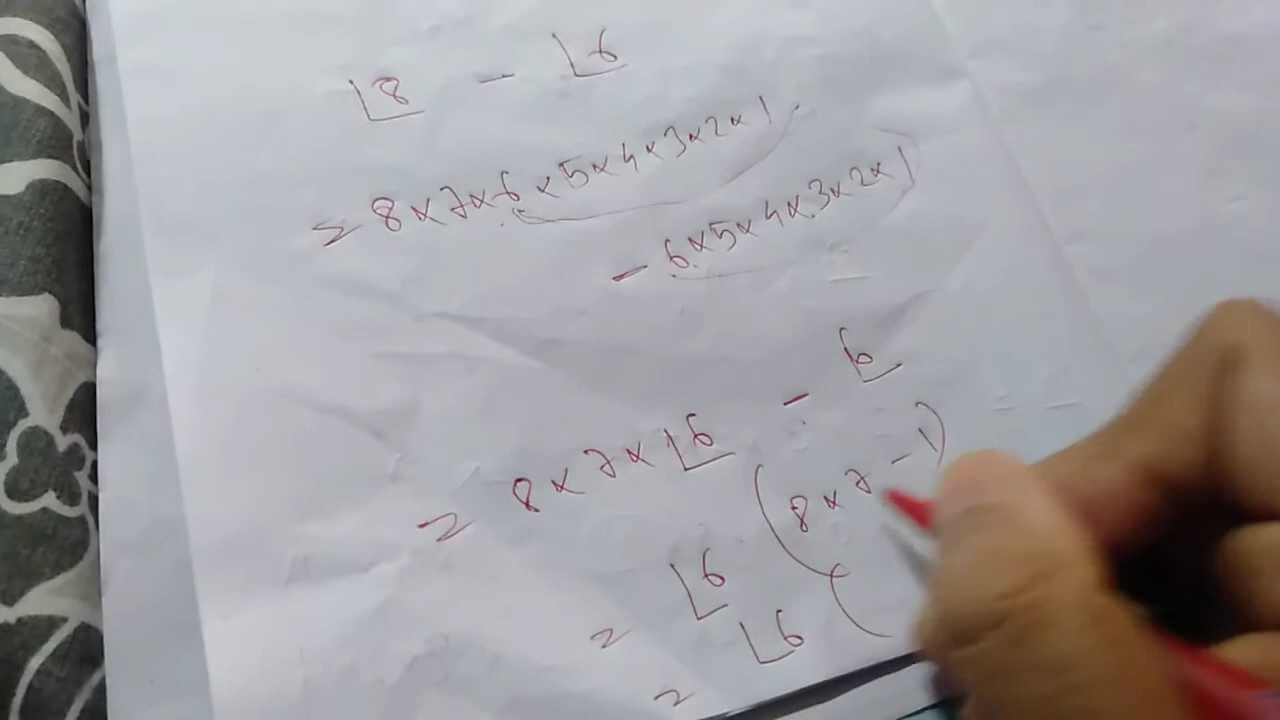 ⌊8 - ⌊6
= 8 × 7 × 6 × 5 × 4 × 3 × 2 × 1
- 6 × 5 × 4 × 3 × 2 × 1
= 8 × 7 × ⌊6 - ⌊6
= ⌊6 (8 × 7 - 1)
= ⌊6 (